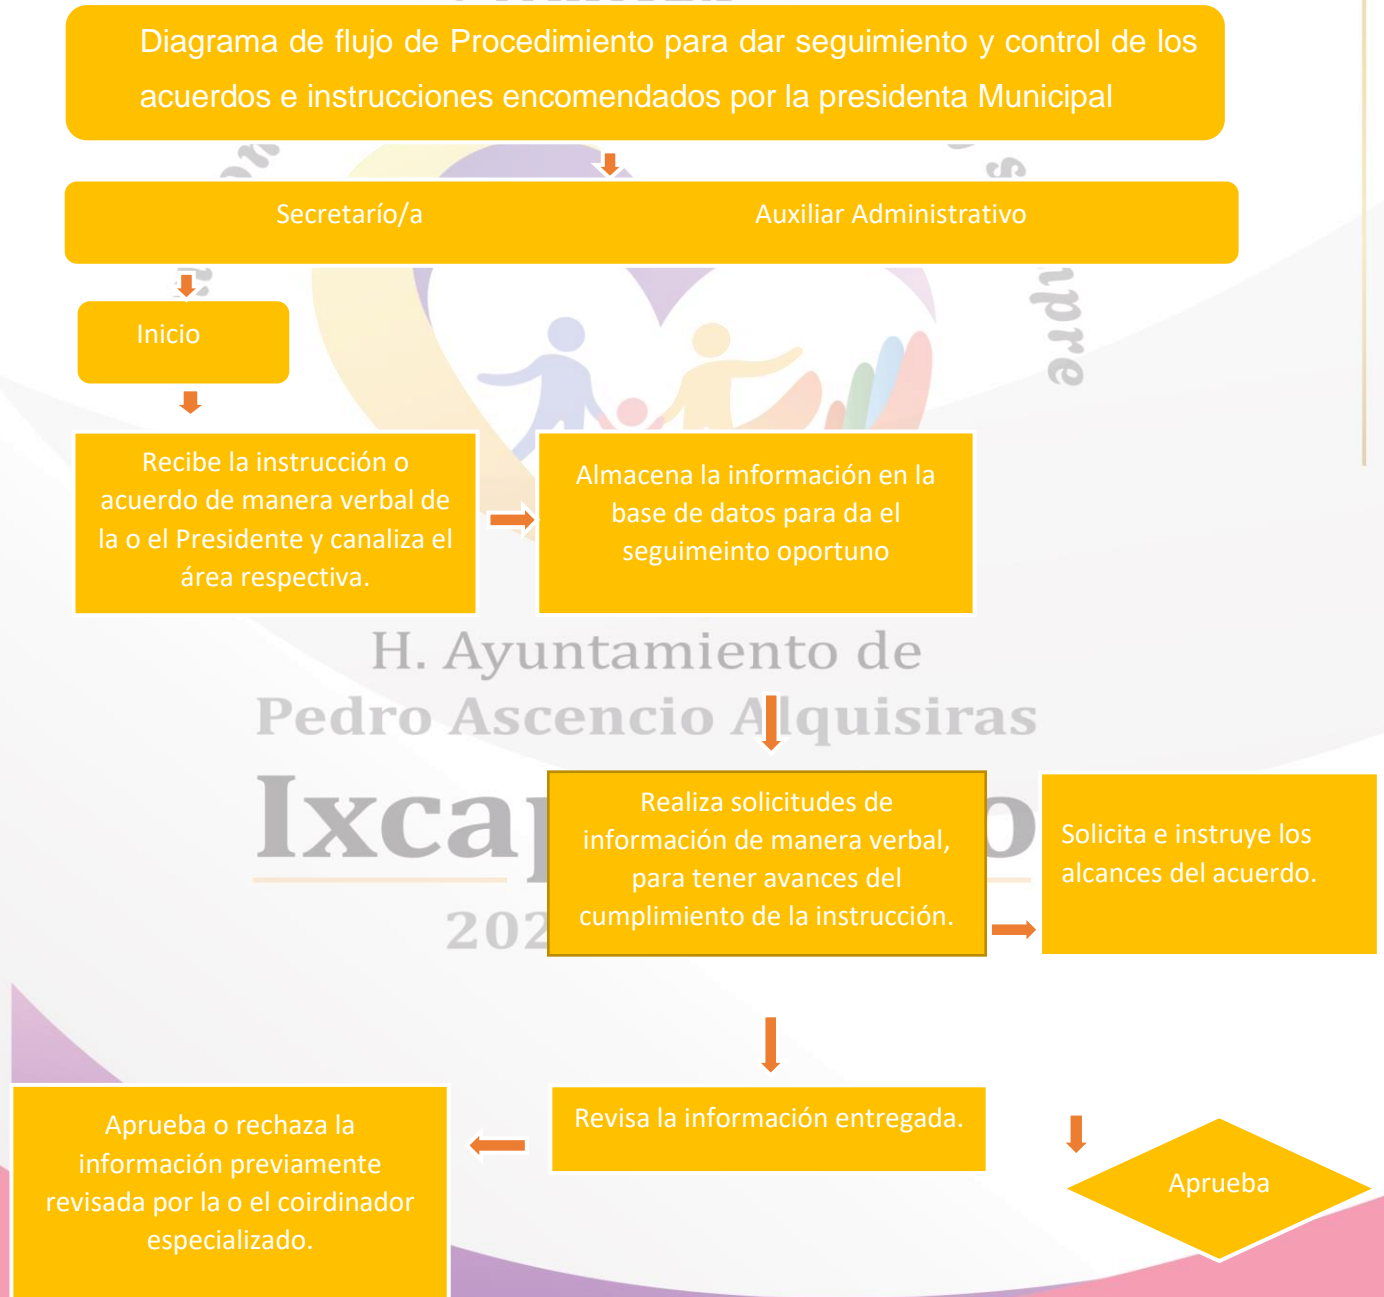 Diagrama de flujo de Procedimiento para dar seguimiento y control de los
acuerdos e instrucciones encomendados por la presidenta Municipal
Secretarío/a
Auxiliar Administrativo
Inicio
Recibe la instrucción o
acuerdo de manera verbal de
la o el Presidente y canaliza el
área respectiva.
Almacena la información en la
base de datos para da el
seguimeinto oportuno
H. Ayuntamiento de
Pedro Ascencio Alquisiras
Realiza solicitudes de
información de manera verbal,
para tener avances del
cumplimiento de la instrucción.
Solicita e instruye los
alcances del acuerdo.
Revisa la información entregada.
Aprueba o rechaza la
información previamente
revisada por la o el coirdinador
especializado.
Aprueba